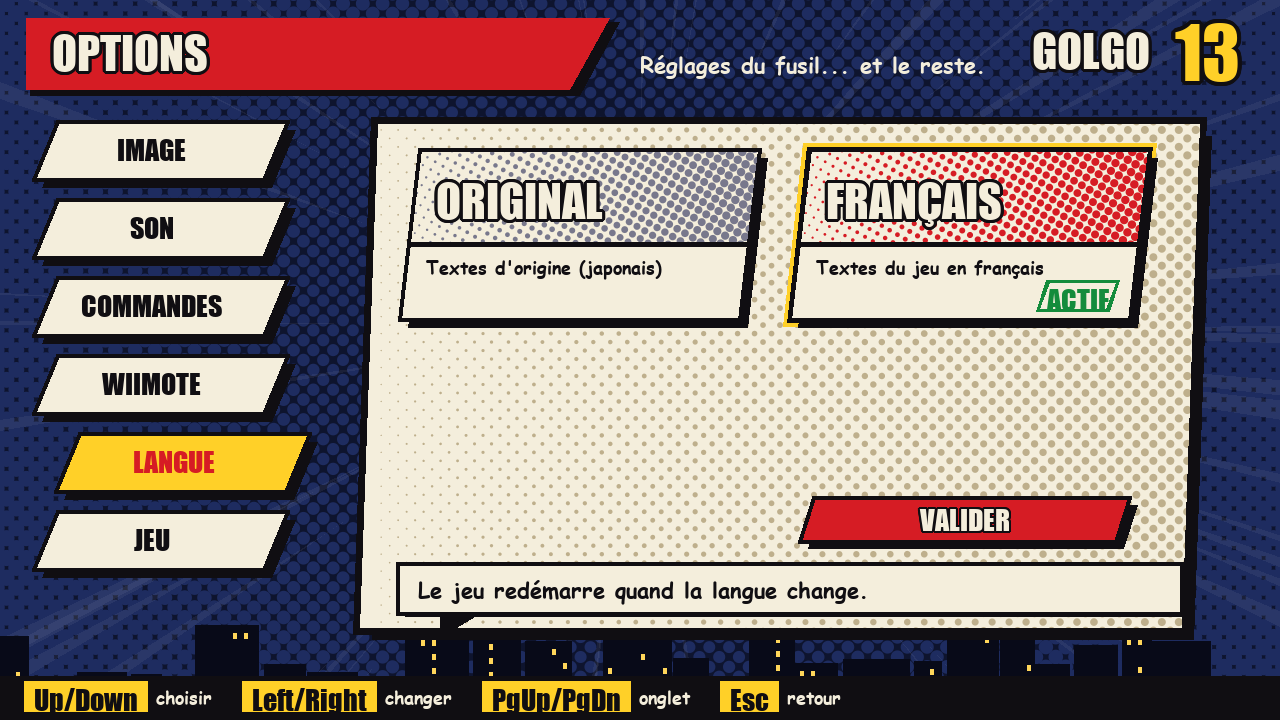 OPTIONS
Réglages du fusil... et le reste.
GOLGO 13
IMAGE
SON
COMMANDES
WIIMOTE
LANGUE
JEU
ORIGINAL
Textes d'origine (japonais)
FRANÇAIS
Textes du jeu en français
ACTIF
VALIDER
Le jeu redémarre quand la langue change.
Up/Down choisir Left/Right changer PgUp/PgDn onglet Esc retour